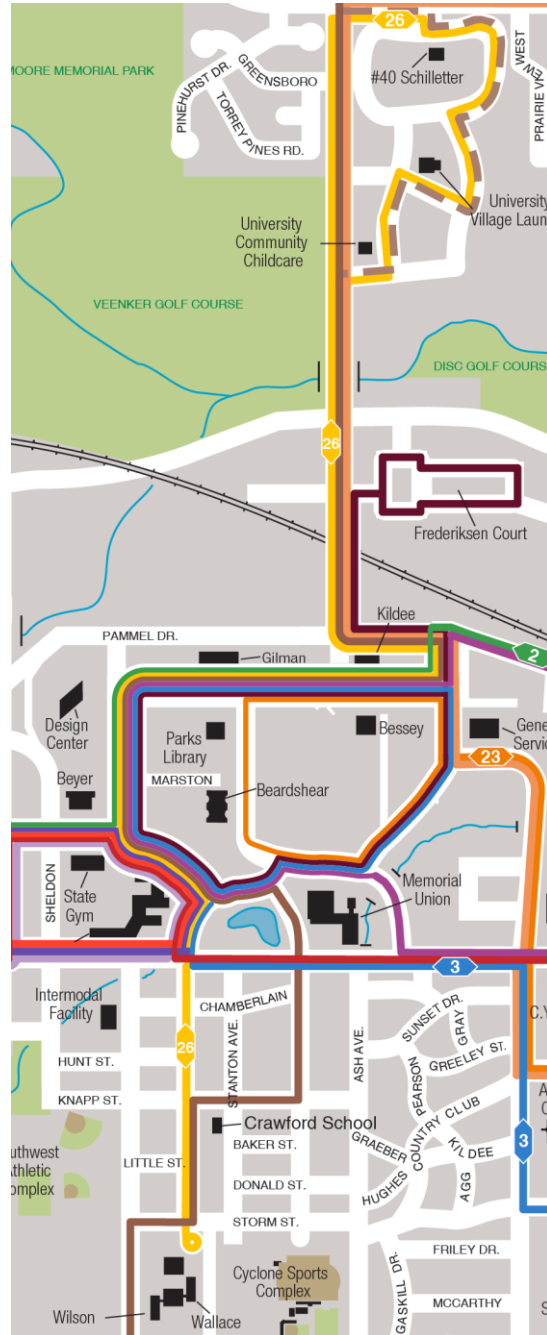 26
GREENSBORO
PINEHURST DR.
TORREY PINES RD.
MOORE MEMORIAL PARK
#40 Schilletter
WEST
PRAIRIE VIEW
University
Village Laun
University
Community
Childcare
VEENKER GOLF COURSE
DISC GOLF COURS
26
Frederiksen Court
Kildee
PAMMEL DR.
2
Gilman
Design
Center
Parks
Library
Bessey
Gene
Servic
Beyer
MARSTON
Beardshear
23
SHELDON
State
Gym
Memorial
Union
3
Intermodal
Facility
CHAMBERLAIN
STANTON AVE.
ASH AVE.
SUNSET DR.
GRAY
GREELEY ST.
C.Y
26
HUNT ST.
KNAPP ST.
PEARSON
COUNTRY CLUB
A
C
Crawford School
GRAEBER
KILDEE
3
outhwest
Athletic
omplex
BAKER ST.
LITTLE ST.
DONALD ST.
HUGHES
AGG
STORM ST.
FRILEY DR.
GASKILL DR.
Cyclone Sports
Complex
MCCARTHY
S
Wilson
Wallace